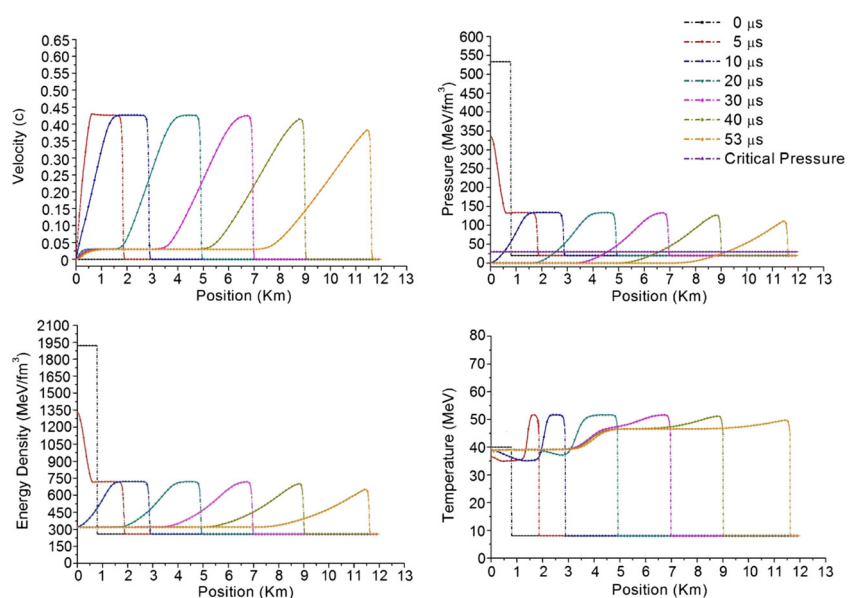 0.65
0.60
0.55
0.50
0.45
0.40
0.35
0.30
0.25
0.20
0.15
0.10
0.05
0
Velocity (c)
0 1 2 3 4 5 6 7 8 9 10 11 12 13
Position (Km)
600
550
500
450
400
350
300
250
200
150
100
50
0
Pressure (MeV/fm³)
0 1 2 3 4 5 6 7 8 9 10 11 12 13
Position (Km)
0 μs
5 μs
10 μs
20 μs
30 μs
40 μs
53 μs
Critical Pressure
2100
1950
1800
1650
1500
1350
1200
1050
900
750
600
450
300
150
0
Energy Density (MeV/fm³)
0 1 2 3 4 5 6 7 8 9 10 11 12 13
Position (Km)
80
70
60
50
40
30
20
10
0
Temperature (MeV)
0 1 2 3 4 5 6 7 8 9 10 11 12 13
Position (Km)